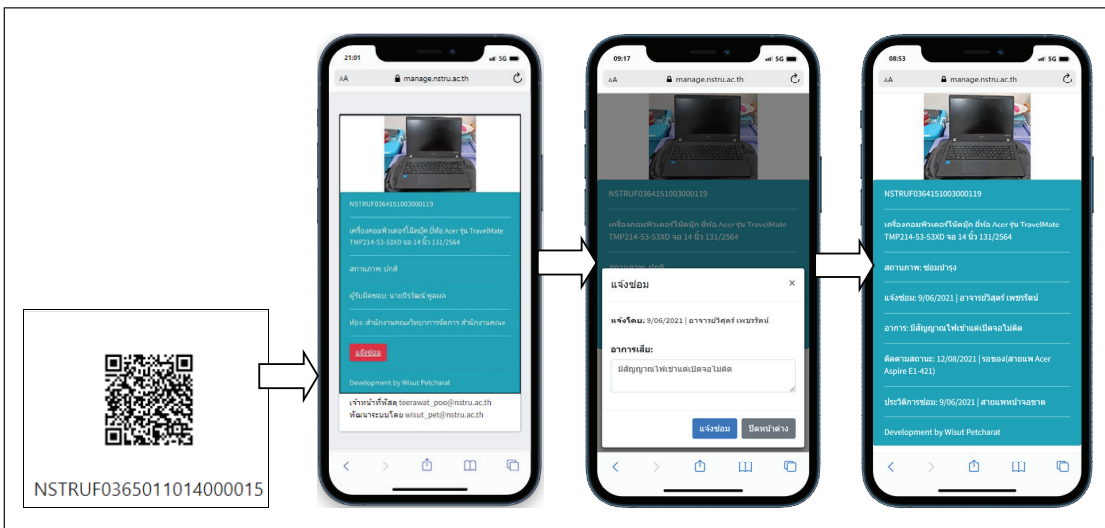 NSTRUF0365011014000015
21:01
5G
AA manage.nstru.ac.th
NSTRUF0364151003000119
เครื่องคอมพิวเตอร์โน้ตบุ๊ค ยี่ห้อ Acer รุ่น TravelMate
TMP214-53-53XD จอ 14 นิ้ว 131/2564
สถานภาพ: ปกติ
ผู้รับผิดชอบ: นายธีรวัฒน์ พูลผล
ห้อง: สำนักงานคณะวิทยาการจัดการ สำนักงานคณะ
แจ้งซ่อม
Development by Wisut Petcharat
เจ้าหน้าที่พัสดุ teerawat_poo@nstru.ac.th
พัฒนาระบบโดย wisut_pet@nstru.ac.th
09:17
5G
AA manage.nstru.ac.th
NSTRUF0364151003000119
เครื่องคอมพิวเตอร์โน้ตบุ๊ค ยี่ห้อ Acer รุ่น TravelMate
TMP214-53-53XD จอ 14 นิ้ว 131/2564
สถานภาพ: ปกติ
แจ้งซ่อม ×
แจ้งโดย: 9/06/2021 | อาจารย์วิสุตร์ เพชรรัตน์
อาการเสีย:
มีสัญญาณไฟเข้าแต่เปิดจอไม่ติด
แจ้งซ่อม ปิดหน้าต่าง
08:53
5G
AA manage.nstru.ac.th
NSTRUF0364151003000119
เครื่องคอมพิวเตอร์โน้ตบุ๊ค ยี่ห้อ Acer รุ่น TravelMate
TMP214-53-53XD จอ 14 นิ้ว 131/2564
สถานภาพ: ซ่อมบำรุง
แจ้งซ่อม: 9/06/2021 | อาจารย์วิสุตร์ เพชรรัตน์
อาการ: มีสัญญาณไฟเข้าแต่เปิดจอไม่ติด
ติดตามสถานะ: 12/08/2021 | รอของ(สายแพ Acer
Aspire E1-421)
ประวัติการซ่อม: 9/06/2021 | สายแพหน้าจอขาด
Development by Wisut Petcharat